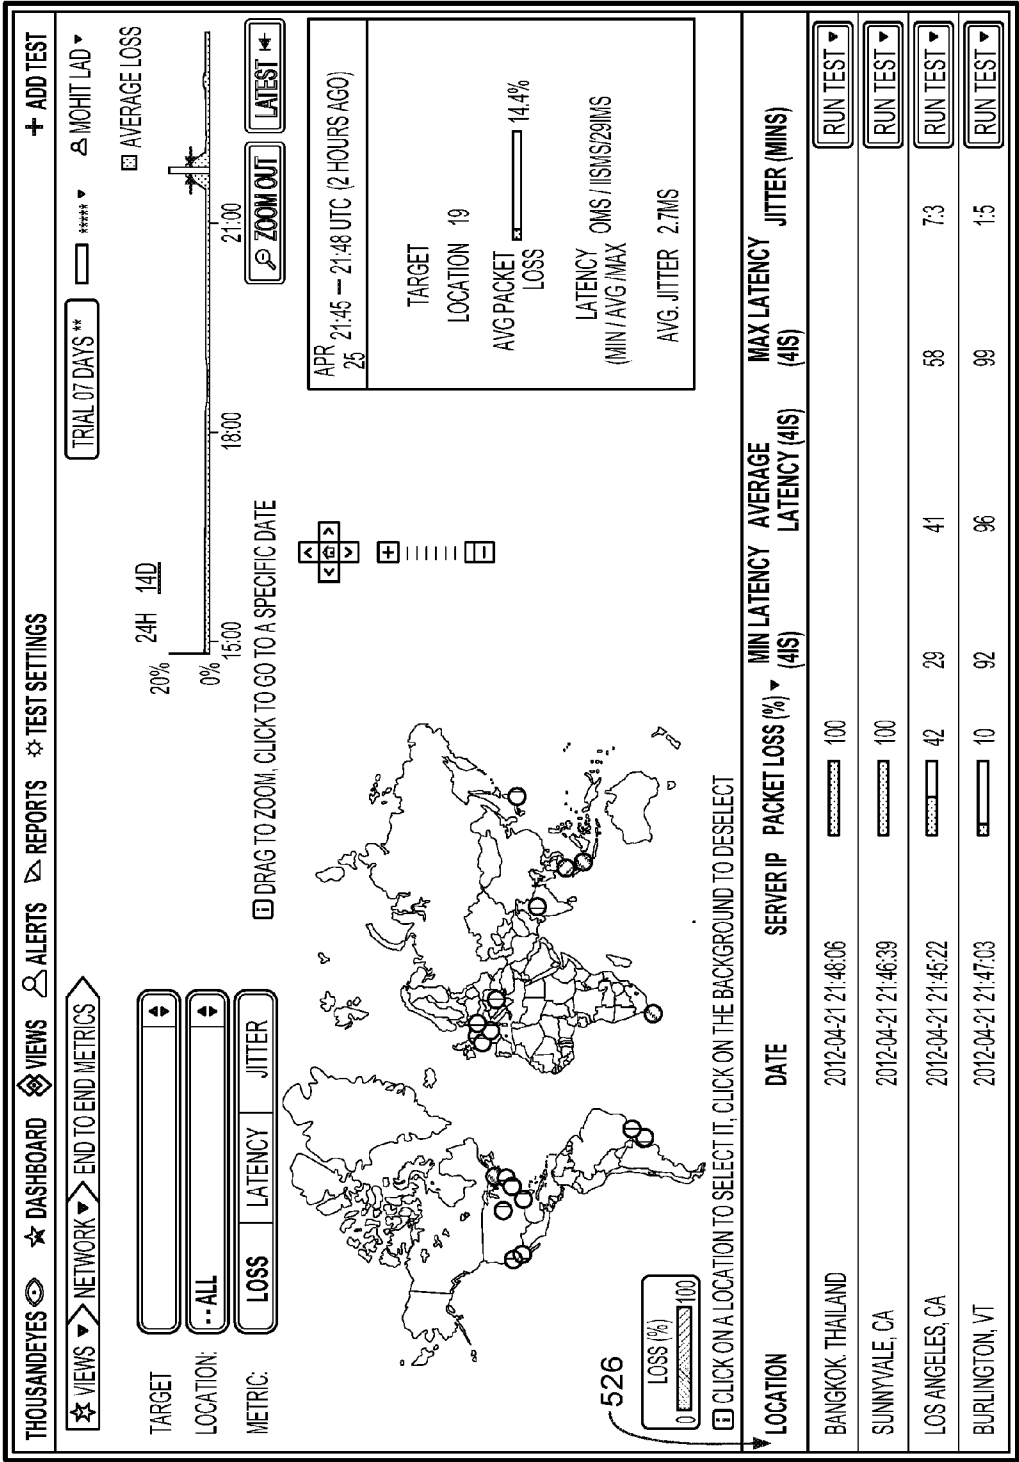 THOUSANDEYES DASHBOARD VIEWS ALERTS REPORTS TEST SETTINGS + ADD TEST
VIEWS NETWORK END TO END METRICS TRIAL 07 DAYS ** ***** MOHIT LAD
TARGET
LOCATION: -- ALL
METRIC: LOSS LATENCY JITTER
24H 14D
AVERAGE LOSS
20%
0%
15:00 18:00 21:00
i DRAG TO ZOOM, CLICK TO GO TO A SPECIFIC DATE
ZOOM OUT LATEST
APR 25 21:45 — 21:48 UTC (2 HOURS AGO)
TARGET
LOCATION 19
AVG PACKET LOSS 14.4%
LATENCY (MIN / AVG /MAX) OMS / IISMS/29IMS
AVG. JITTER 2.7MS
LOSS (%)
0 100
526
i CLICK ON A LOCATION TO SELECT IT, CLICK ON THE BACKGROUND TO DESELECT
LOCATION DATE SERVER IP PACKET LOSS (%) MIN LATENCY (4IS) AVERAGE LATENCY (4IS) MAX LATENCY (4IS) JITTER (MINS)
BANGKOK. THAILAND 2012-04-21 21:48:06 100 RUN TEST
SUNNYVALE, CA 2012-04-21 21:46:39 100 RUN TEST
LOS ANGELES, CA 2012-04-21 21:45:22 42 29 41 58 7:3 RUN TEST
BURLINGTON, VT 2012-04-21 21:47:03 10 92 96 99 1:5 RUN TEST